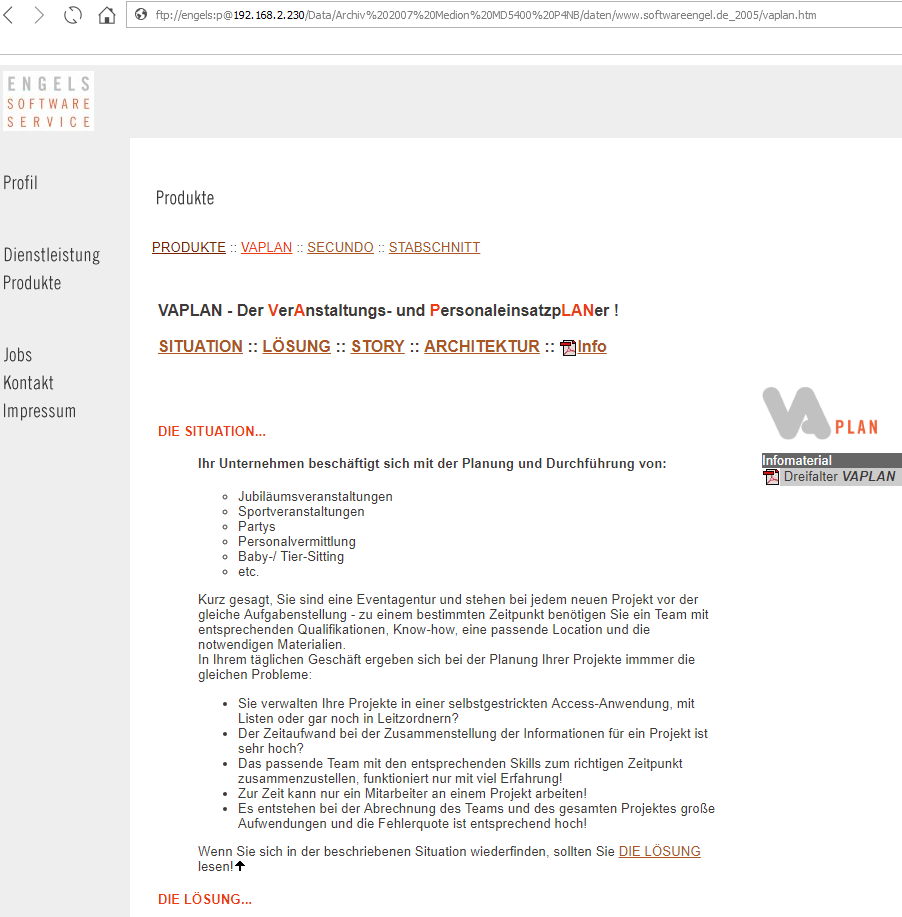 ftp://engels:p@192.168.2.230/Data/Archiv%202007%20Medion%20MD5400%20P4NB/daten/www.softwareengel.de_2005/vaplan.htm
ENGELS
SOFTWARE
SERVICE
Profil
Dienstleistung
Produkte
Jobs
Kontakt
Impressum
Produkte
PRODUKTE :: VAPLAN :: SECUNDO :: STABSCHNITT
VAPLAN - Der VerAnstaltungs- und PersonaleinsatzpLANer !
SITUATION :: LÖSUNG :: STORY :: ARCHITEKTUR :: Info
VA PLAN
Infomaterial
Dreifalter VAPLAN
DIE SITUATION...
Ihr Unternehmen beschäftigt sich mit der Planung und Durchführung von:
Jubiläumsveranstaltungen
Sportveranstaltungen
Partys
Personalvermittlung
Baby-/ Tier-Sitting
etc.
Kurz gesagt, Sie sind eine Eventagentur und stehen bei jedem neuen Projekt vor der
gleiche Aufgabenstellung - zu einem bestimmten Zeitpunkt benötigen Sie ein Team mit
entsprechenden Qualifikationen, Know-how, eine passende Location und die
notwendigen Materialien.
In Ihrem täglichen Geschäft ergeben sich bei der Planung Ihrer Projekte immmer die
gleichen Probleme:
Sie verwalten Ihre Projekte in einer selbstgestrickten Access-Anwendung, mit
Listen oder gar noch in Leitzordnern?
Der Zeitaufwand bei der Zusammenstellung der Informationen für ein Projekt ist
sehr hoch?
Das passende Team mit den entsprechenden Skills zum richtigen Zeitpunkt
zusammenzustellen, funktioniert nur mit viel Erfahrung!
Zur Zeit kann nur ein Mitarbeiter an einem Projekt arbeiten!
Es entstehen bei der Abrechnung des Teams und des gesamten Projektes große
Aufwendungen und die Fehlerquote ist entsprechend hoch!
Wenn Sie sich in der beschriebenen Situation wiederfinden, sollten Sie DIE LÖSUNG
lesen!
DIE LÖSUNG...